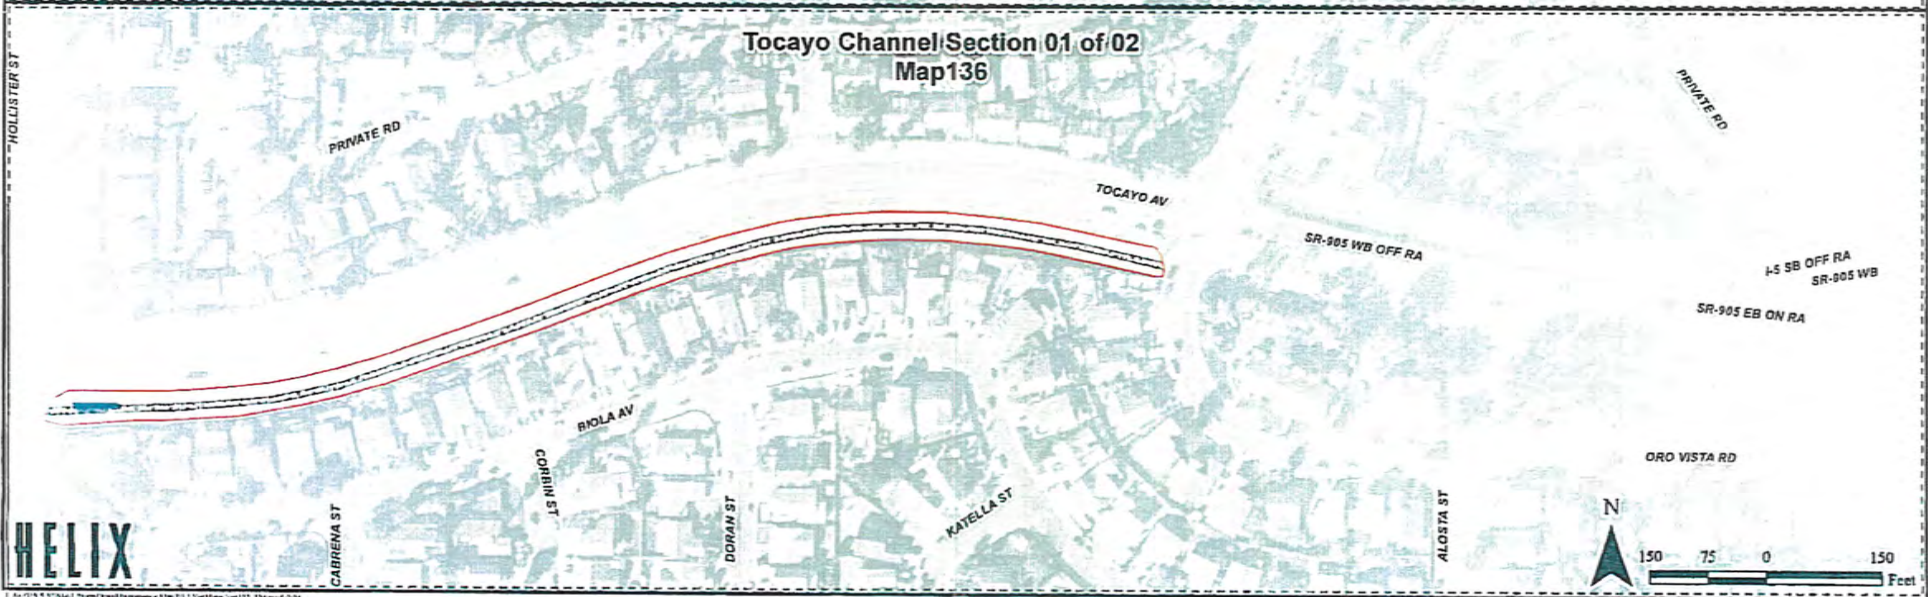 Tocayo Channel Section 01 of 02
Map136
HOLLISTER ST
PRIVATE RD
PRIVATE RD
TOCAYO AV
SR-905 WB OFF RA
I-5 SB OFF RA
SR-905 WB
SR-905 EB ON RA
BIOLA AV
CORBIN ST
CABRENA ST
DORAN ST
KATELLA ST
ALOSTA ST
ORO VISTA RD
HELIX
N
150 75 0 150
Feet